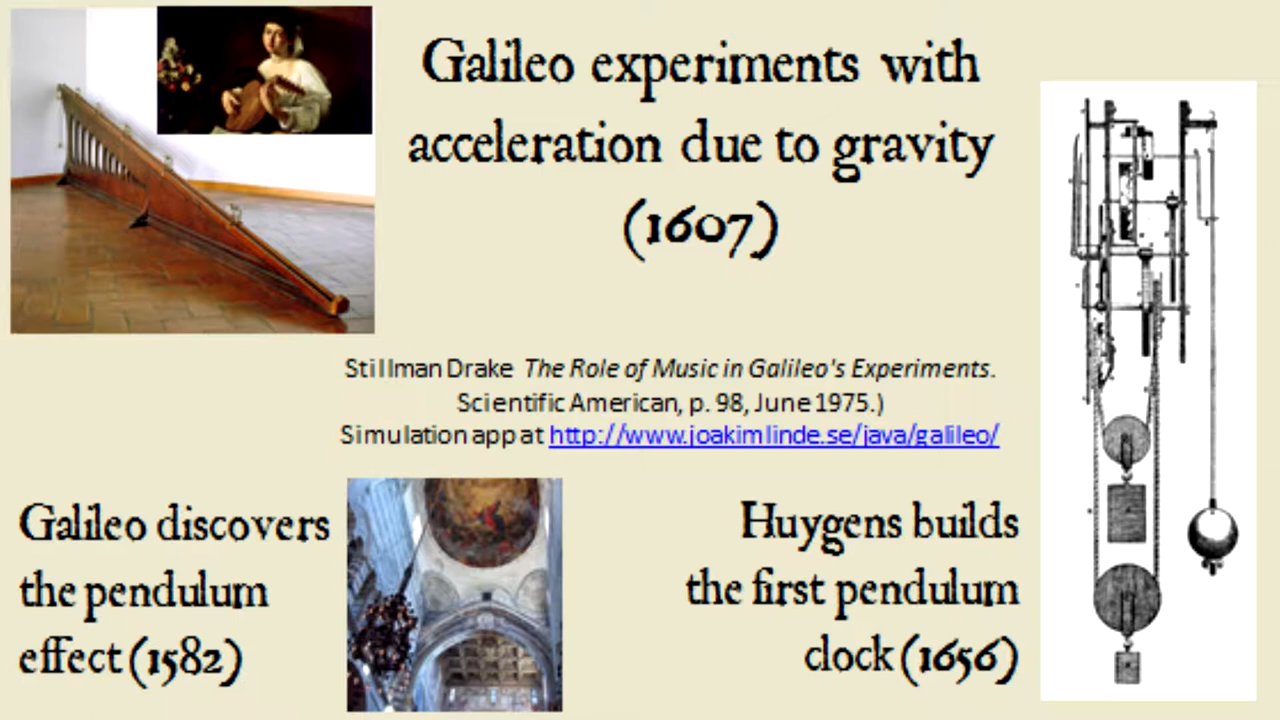 Galileo experiments with
acceleration due to gravity
(1607)
Stillman Drake The Role of Music in Galileo's Experiments.
Scientific American, p. 98, June 1975.)
Simulation app at http://www.joakimlinde.se/java/galileo/
Galileo discovers
the pendulum
effect (1582)
Huygens builds
the first pendulum
clock (1656)